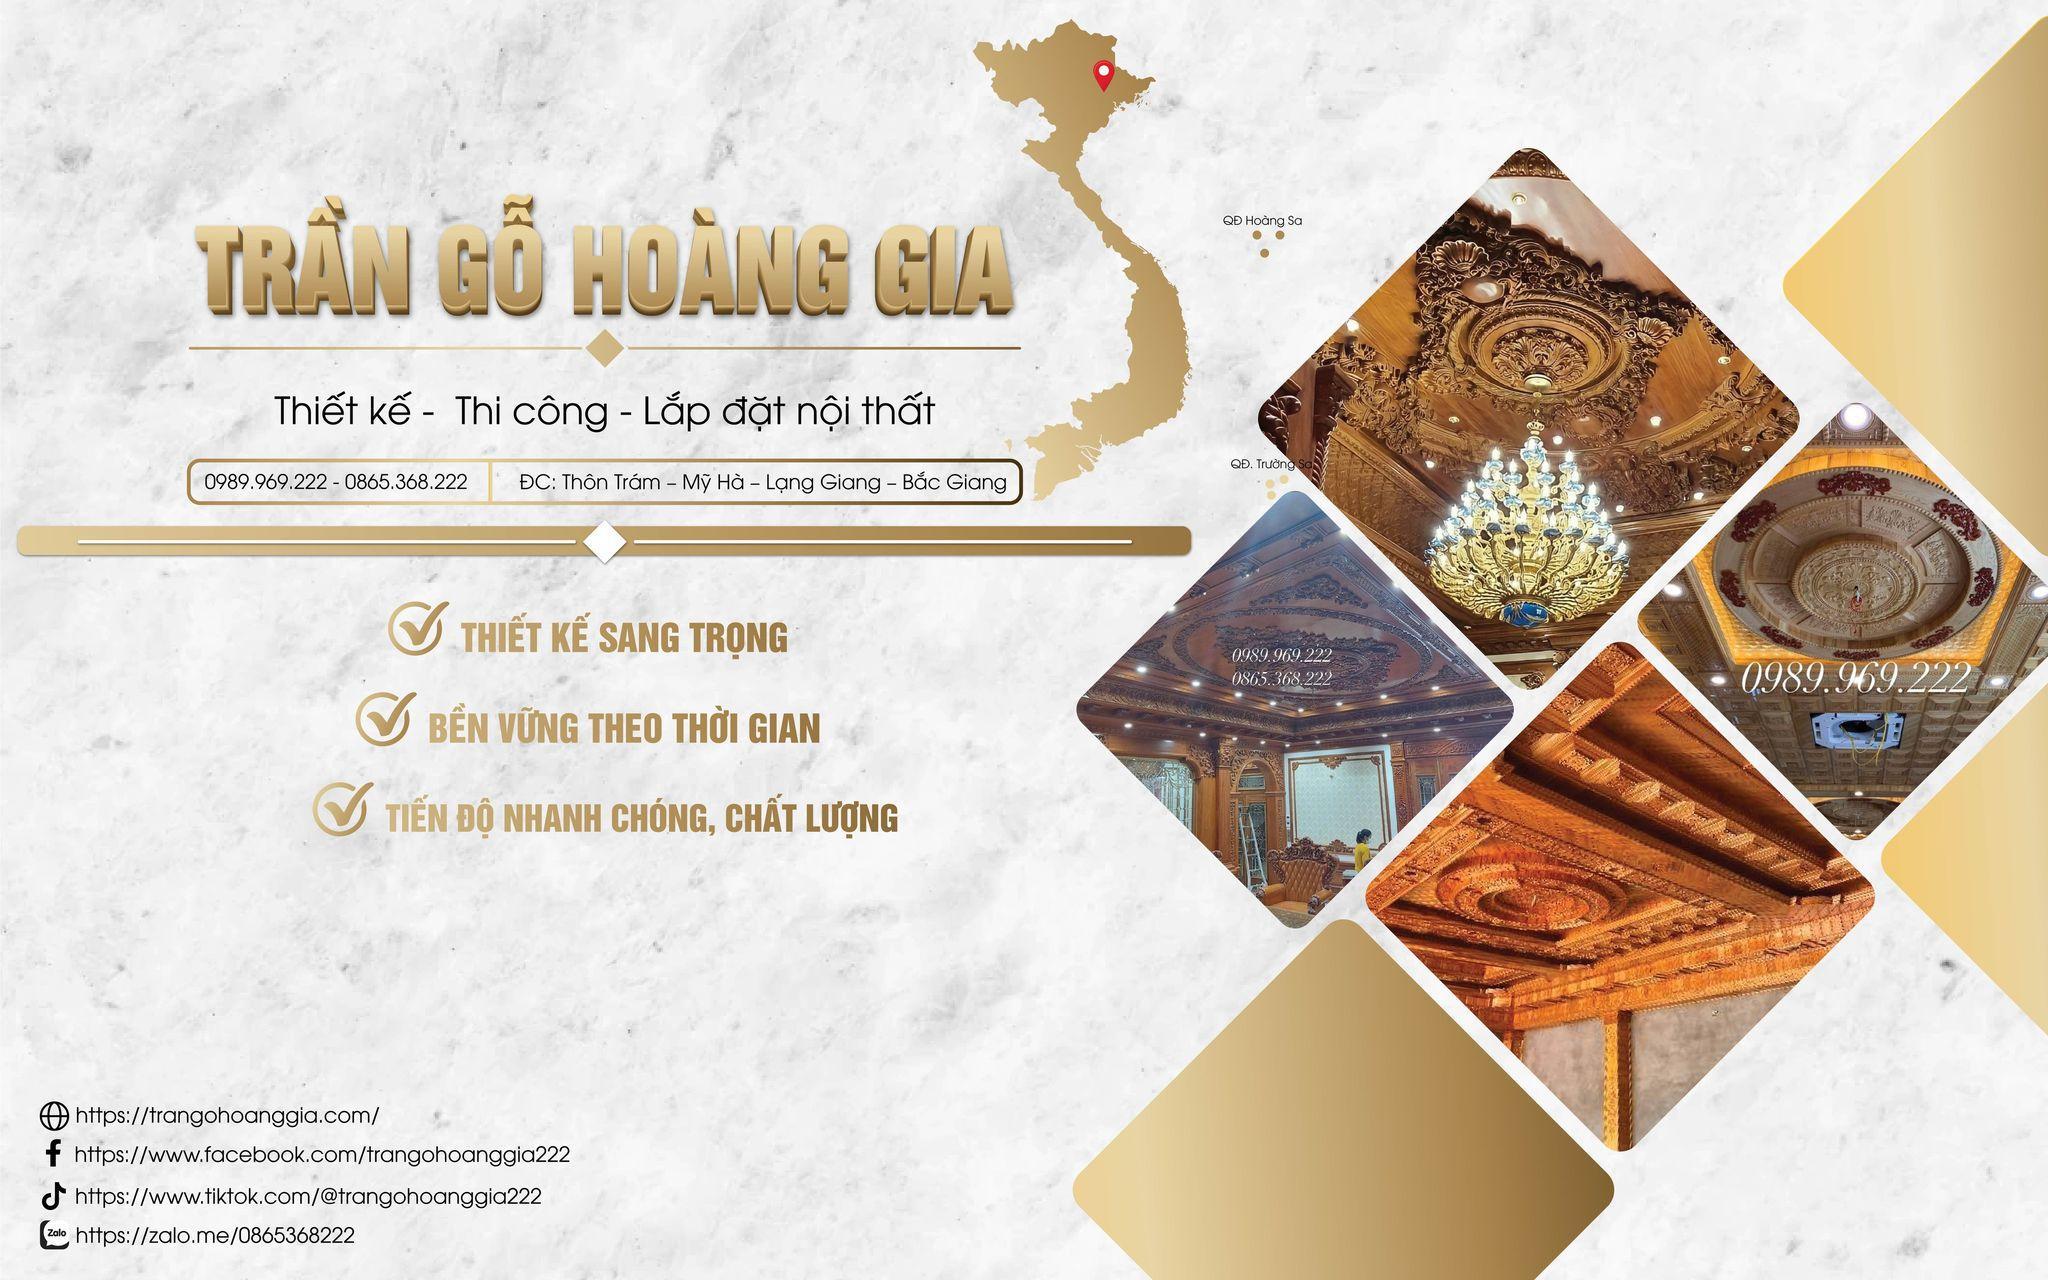 TRẦN GỖ HOÀNG GIA
Thiết kế - Thi công - Lắp đặt nội thất
0989.969.222 - 0865.368.222
ĐC: Thôn Trám – Mỹ Hà – Lạng Giang – Bắc Giang
QĐ Hoàng Sa
QĐ. Trường Sa
THIẾT KẾ SANG TRỌNG
BỀN VỮNG THEO THỜI GIAN
TIẾN ĐỘ NHANH CHÓNG, CHẤT LƯỢNG
0989.969.222
0865.368.222
0989.969.222
https://trangohoanggia.com/
https://www.facebook.com/trangohoanggia222
https://www.tiktok.com/@trangohoanggia222
Zalo https://zalo.me/0865368222